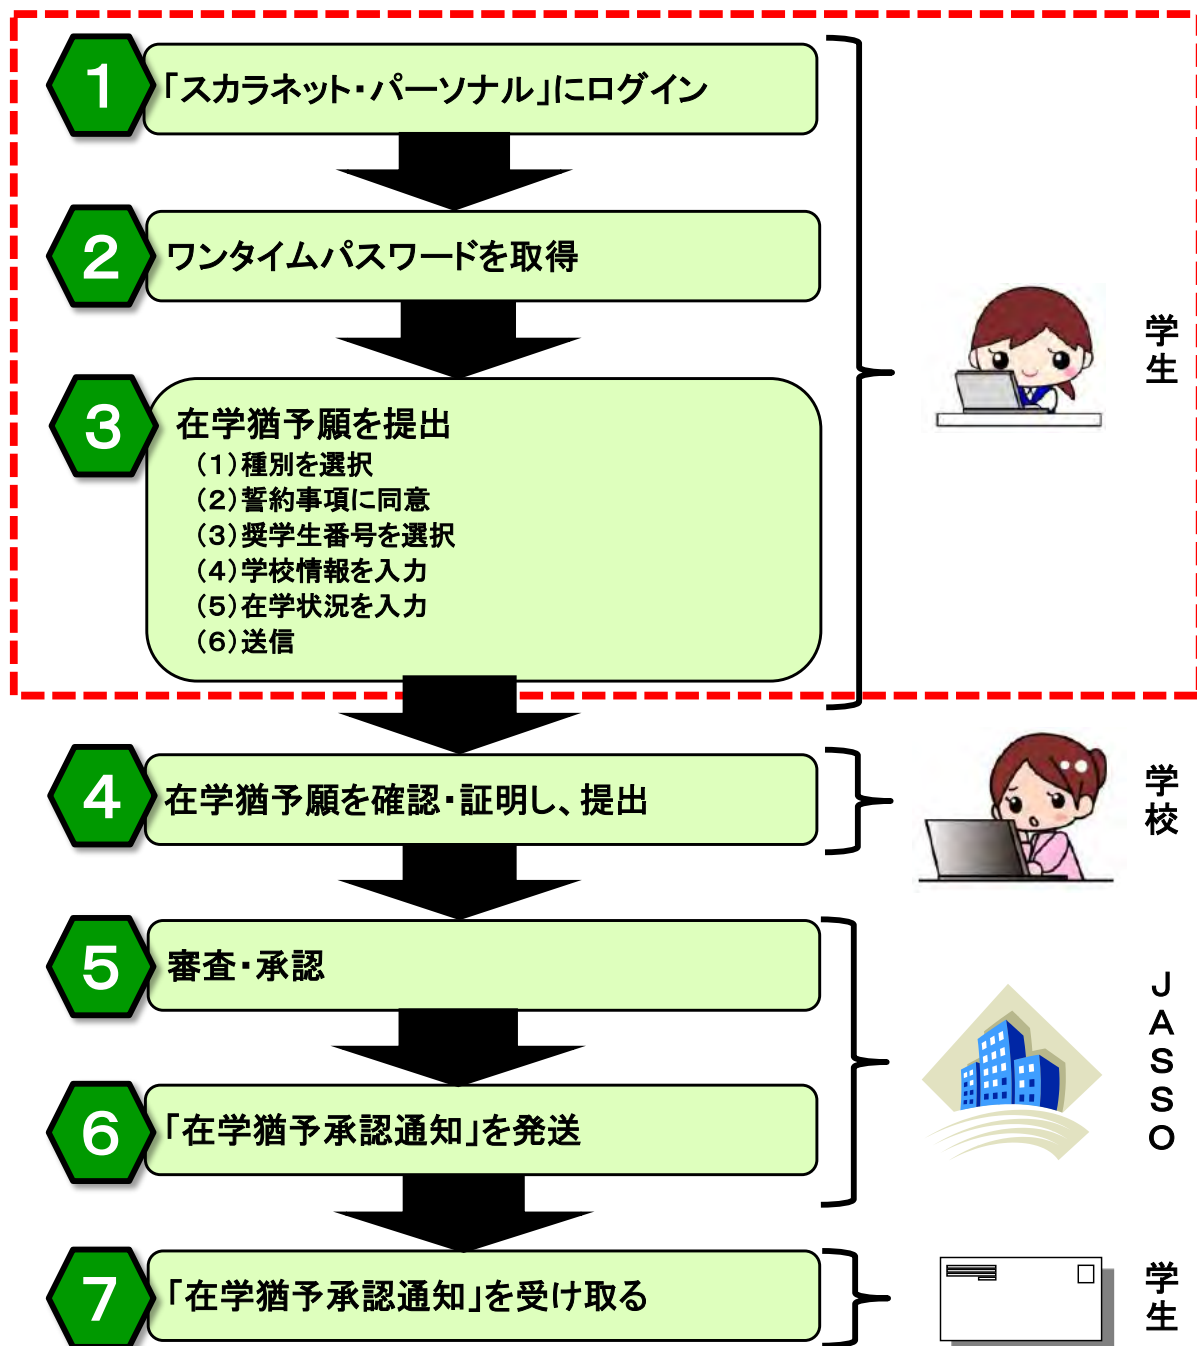 1
「スカラネット・パーソナル」にログイン
2
ワンタイムパスワードを取得
学生
3
在学猶予願を提出
(1)種別を選択
(2)誓約事項に同意
(3)奨学生番号を選択
(4)学校情報を入力
(5)在学状況を入力
(6)送信
4
在学猶予願を確認・証明し、提出
学校
5
審査・承認
JASSO
6
「在学猶予承認通知」を発送
7
「在学猶予承認通知」を受け取る
学生